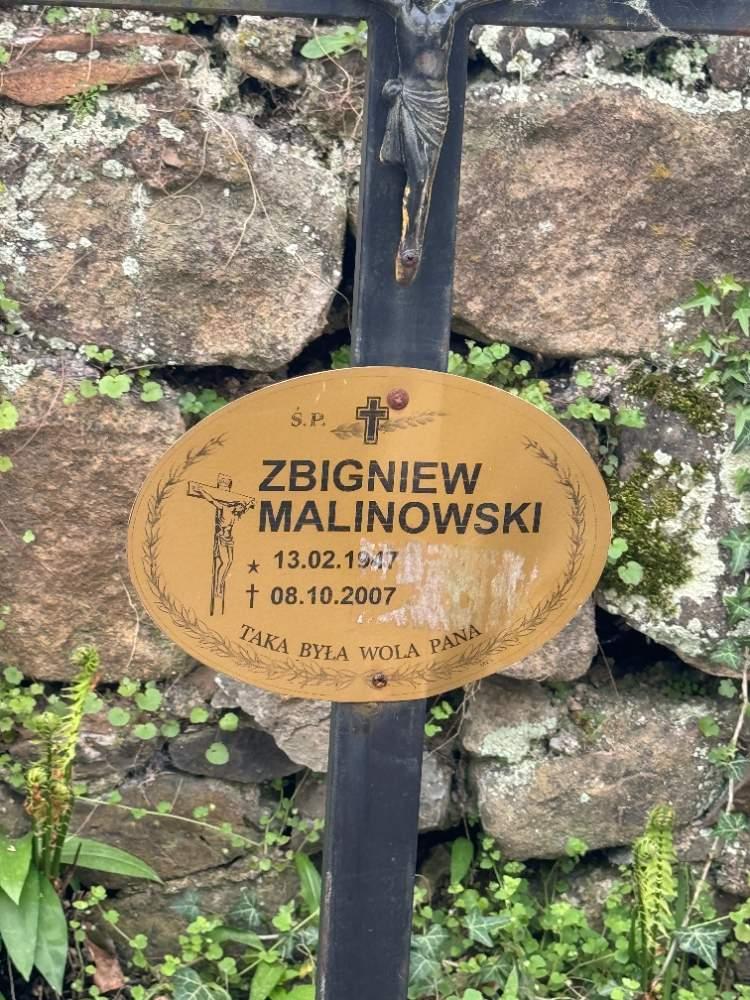 Ś.P.
ZBIGNIEW
MALINOWSKI
★ 13.02.1947
† 08.10.2007
TAKA BYŁA WOLA PANA